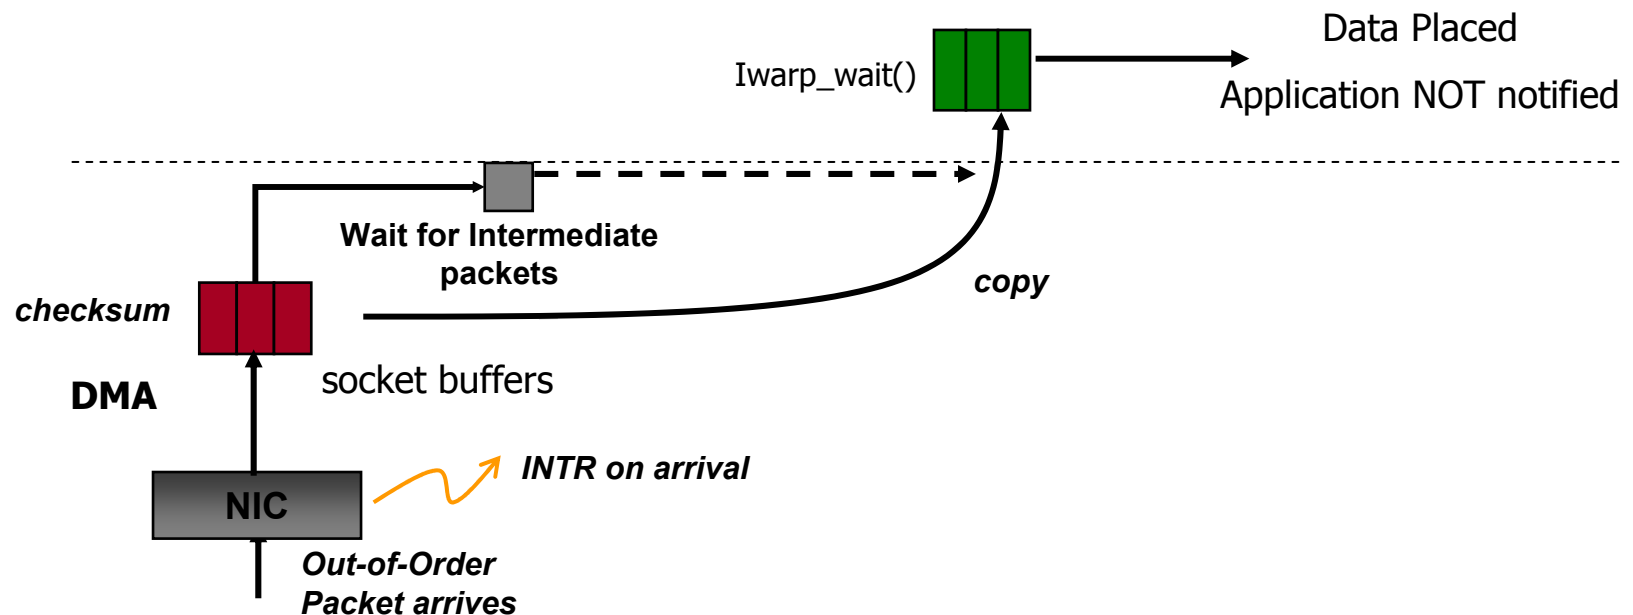 Data Placed
Iwarp_wait()
Application NOT notified
Wait for Intermediate
packets
copy
checksum
socket buffers
DMA
INTR on arrival
NIC
Out-of-Order
Packet arrives